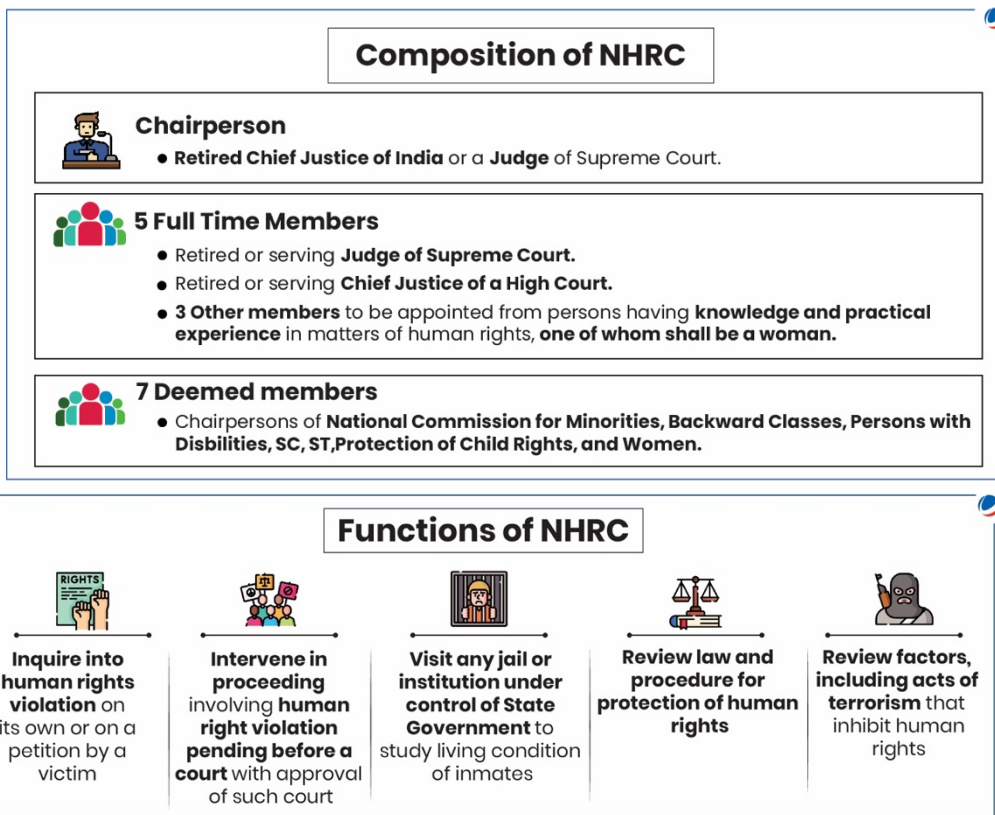 Composition of NHRC
Chairperson
● Retired Chief Justice of India or a Judge of Supreme Court.
5 Full Time Members
● Retired or serving Judge of Supreme Court.
● Retired or serving Chief Justice of a High Court.
● 3 Other members to be appointed from persons having knowledge and practical
experience in matters of human rights, one of whom shall be a woman.
7 Deemed members
● Chairpersons of National Commission for Minorities, Backward Classes, Persons with
Disbilities, SC, ST,Protection of Child Rights, and Women.
Functions of NHRC
RIGHTS
Inquire into
human rights
violation on
its own or on a
petition by a
victim
Intervene in
proceeding
involving human
right violation
pending before a
court with approval
of such court
Visit any jail or
institution under
control of State
Government to
study living condition
of inmates
Review law and
procedure for
protection of human
rights
Review factors,
including acts of
terrorism that
inhibit human
rights